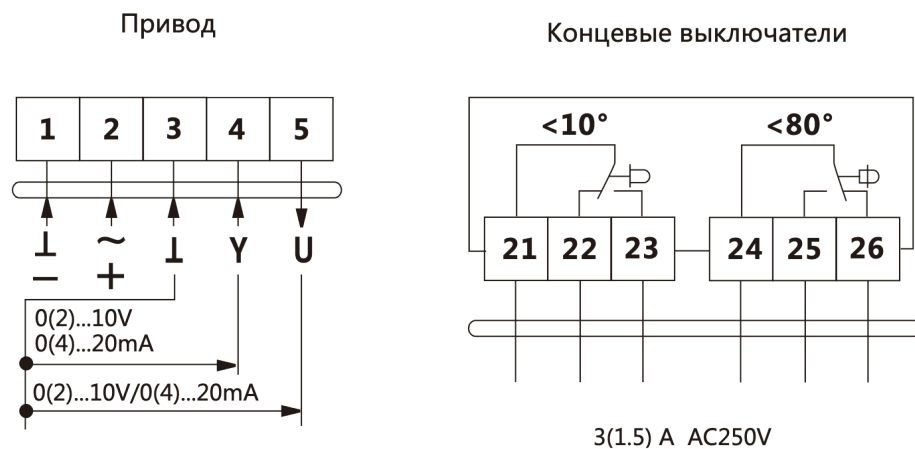 Привод
Концевые выключатели
1 2 3 4 5
⊥ ~ ⊥ Y U
− +
0(2)...10V
0(4)...20mA
0(2)...10V/0(4)...20mA
<10° <80°
21 22 23 24 25 26
3(1.5) A AC250V